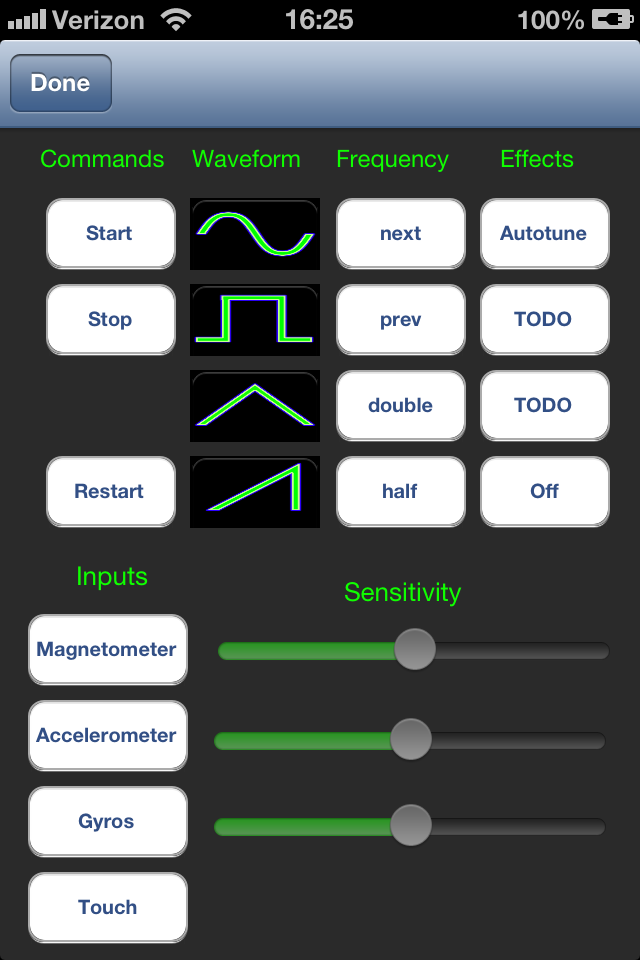 Verizon 16:25 100%
Done
Commands Waveform Frequency Effects
Start next Autotune
Stop prev TODO
double TODO
Restart half Off
Inputs Sensitivity
Magnetometer
Accelerometer
Gyros
Touch